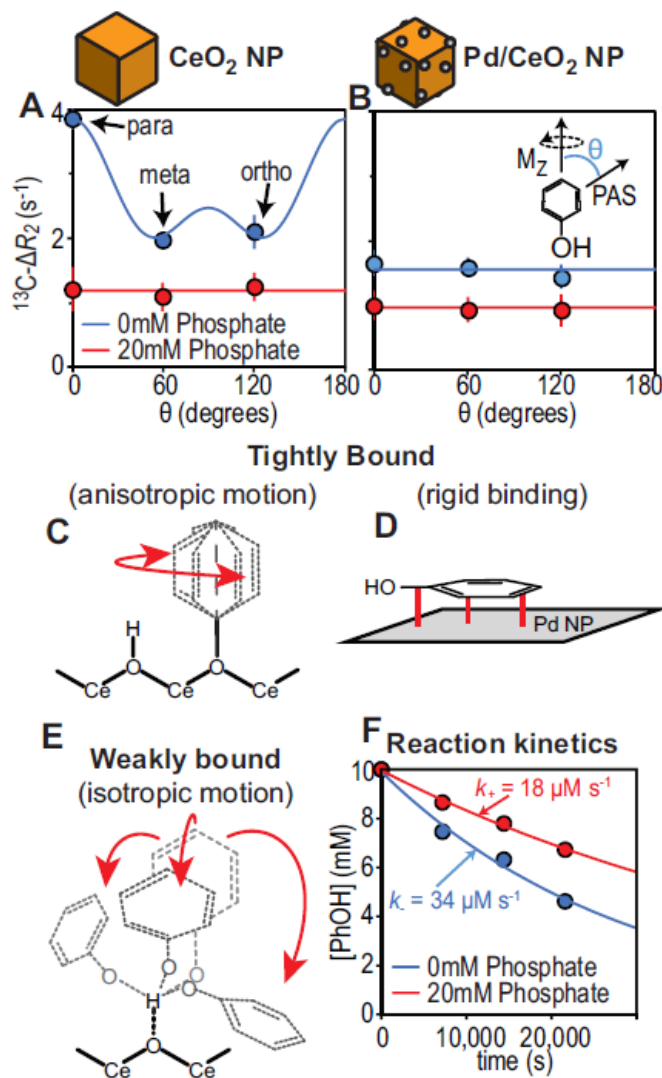 CeO₂ NP
Pd/CeO₂ NP
A
4
2
0
¹³C-ΔR₂ (s⁻¹)
para
meta
ortho
0mM Phosphate
20mM Phosphate
0
60
120
180
θ (degrees)
B
M_Z
θ
PAS
OH
0
60
120
180
θ (degrees)
Tightly Bound
(anisotropic motion)
(rigid binding)
C
H
O
O
Ce
Ce
Ce
D
HO
Pd NP
E
Weakly bound
(isotropic motion)
O
O
O
O
H
O
Ce
Ce
F
Reaction kinetics
10
8
6
4
2
0
[PhOH] (mM)
k₊ = 18 µM s⁻¹
k₋ = 34 µM s⁻¹
0mM Phosphate
20mM Phosphate
0
10,000
20,000
time (s)